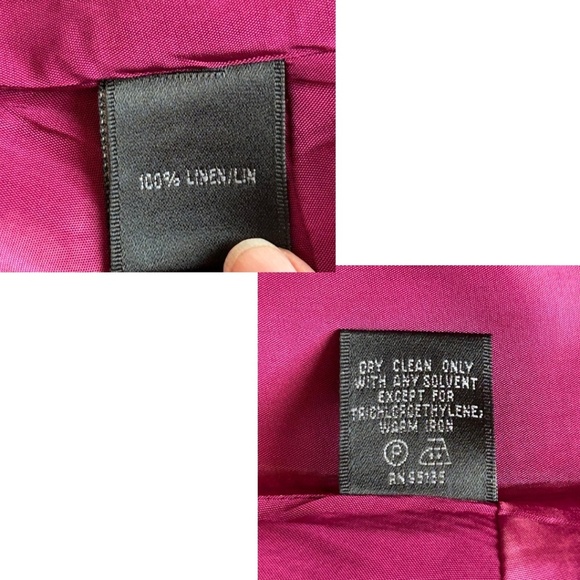 100% LINEN/LIN
DRY CLEAN ONLY
WITH ANY SOLVENT
EXCEPT FOR
TRICHLOROETHYLENE;
WARM IRON
P
RN 95135